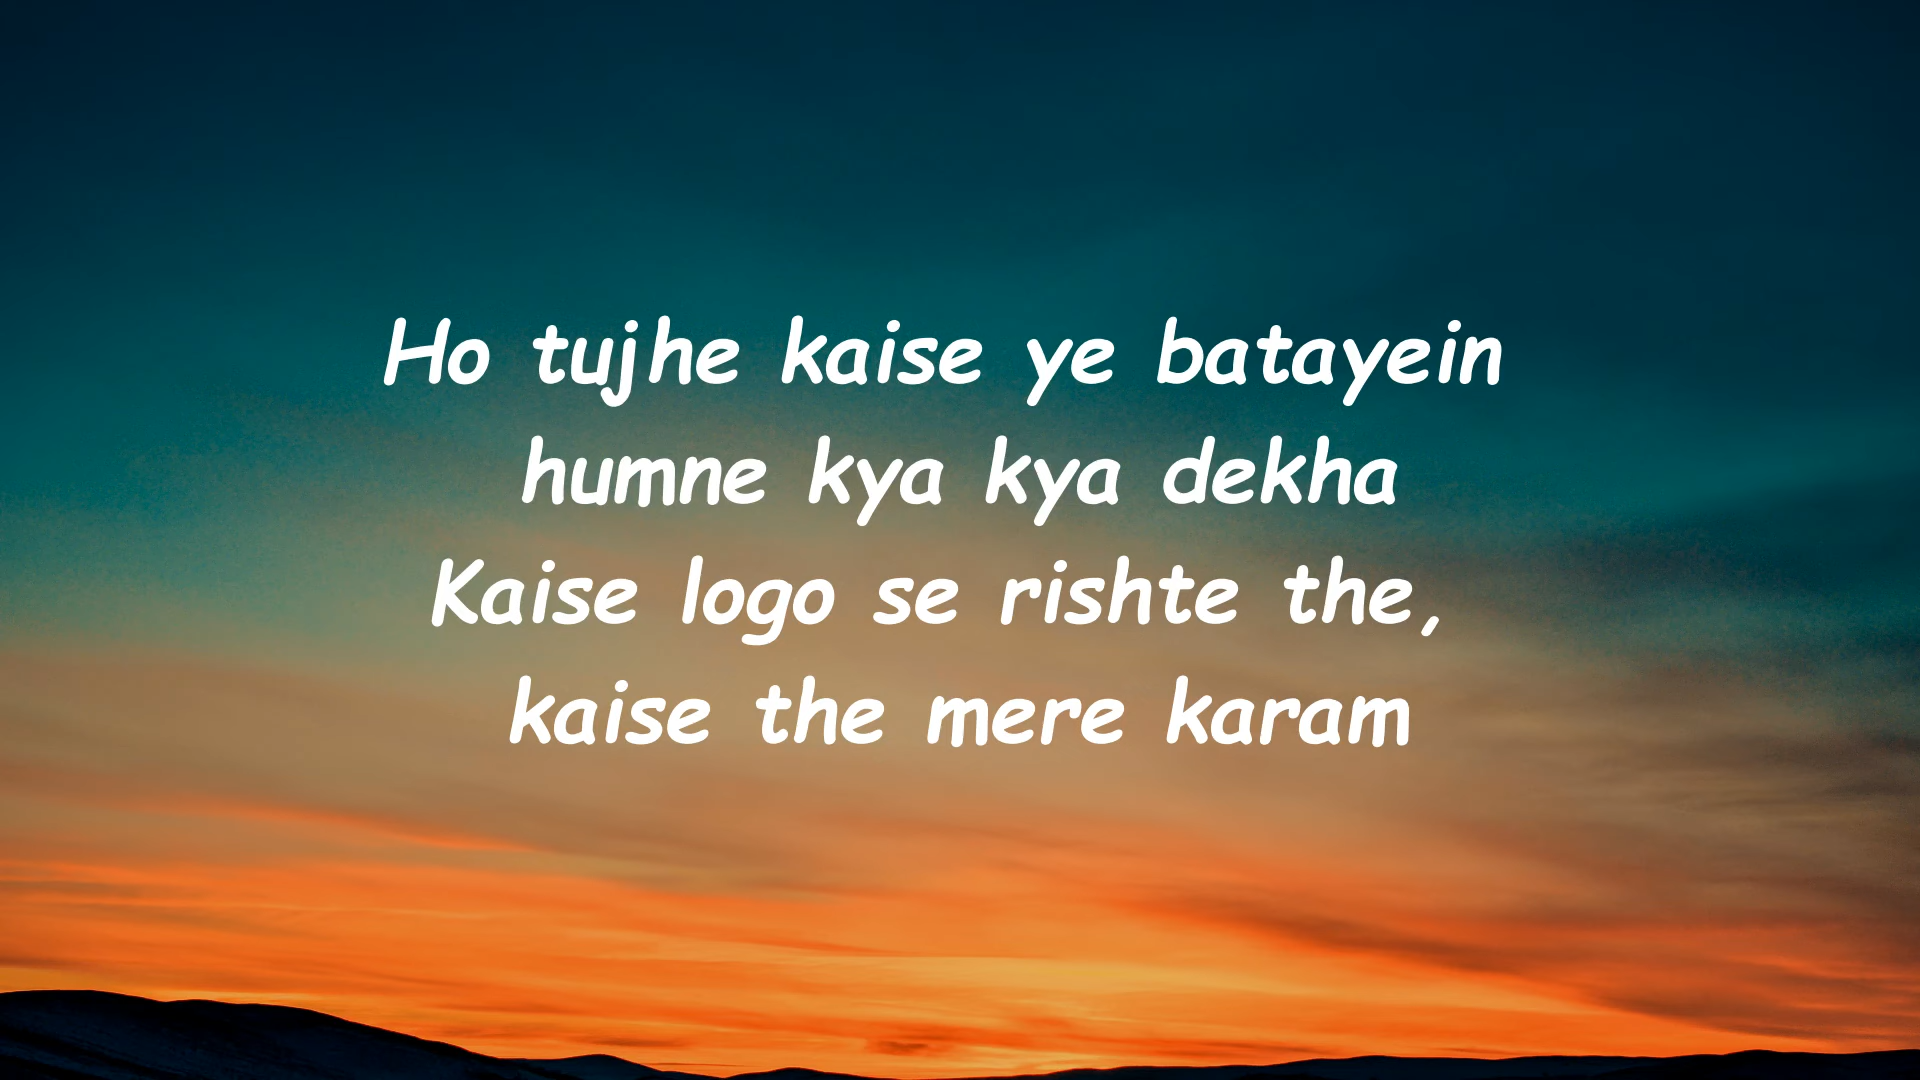 Ho tujhe kaise ye batayein
humne kya kya dekha
Kaise logo se rishte the,
kaise the mere karam